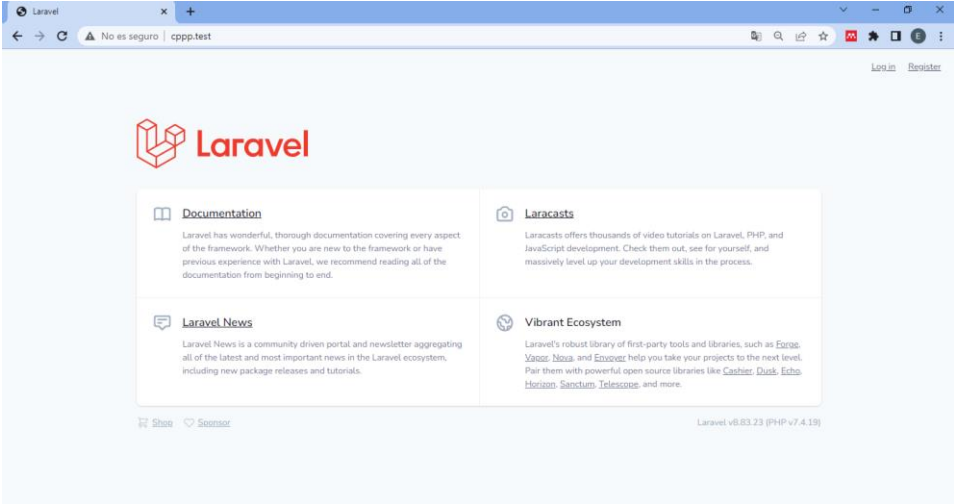 Laravel
No es seguro | cppp.test
E
Log in Register
Laravel
Documentation
Laravel has wonderful, thorough documentation covering every aspect
of the framework. Whether you are new to the framework or have
previous experience with Laravel, we recommend reading all of the
documentation from beginning to end.
Laracasts
Laracasts offers thousands of video tutorials on Laravel, PHP, and
JavaScript development. Check them out, see for yourself, and
massively level up your development skills in the process.
Laravel News
Laravel News is a community driven portal and newsletter aggregating
all of the latest and most important news in the Laravel ecosystem,
including new package releases and tutorials.
Vibrant Ecosystem
Laravel's robust library of first-party tools and libraries, such as Forge,
Vapor, Nova, and Envoyer help you take your projects to the next level.
Pair them with powerful open source libraries like Cashier, Dusk, Echo,
Horizon, Sanctum, Telescope, and more.
Shop Sponsor
Laravel v8.83.23 (PHP v7.4.19)